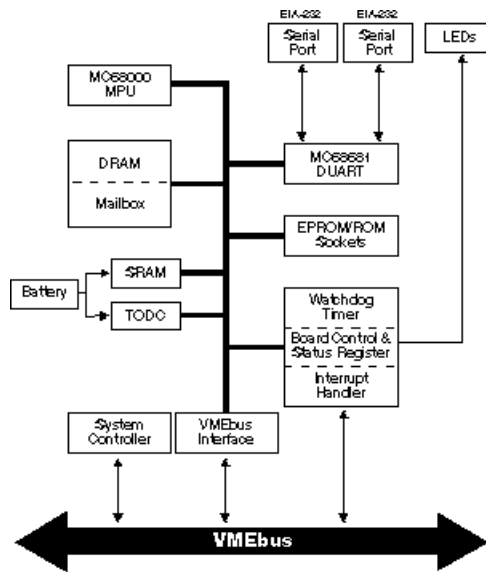 EIA-232
EIA-232
Serial
Port
Serial
Port
LEDs
MC68000
MPU
DRAM
Mailbox
MC68681
DUART
EPROM/ROM
Sockets
Battery
SRAM
TODC
Watchdog
Timer
Board Control &
Status Register
Interrupt
Handler
System
Controller
VMEbus
Interface
VMEbus